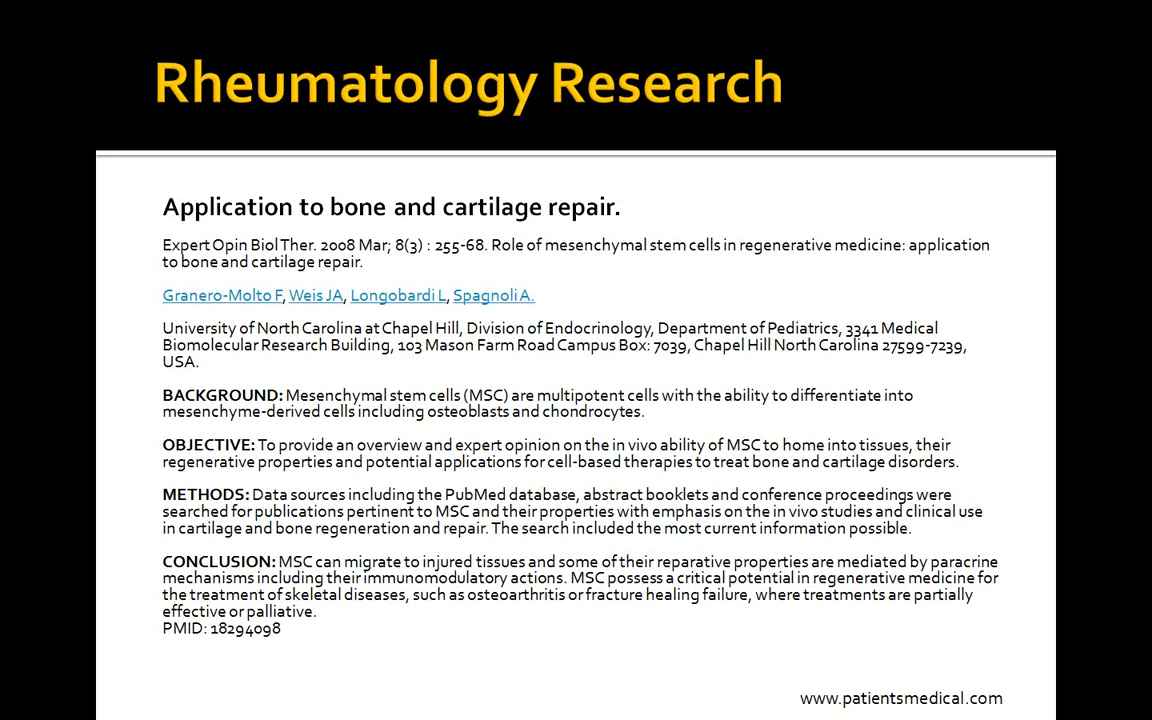 Rheumatology Research
Application to bone and cartilage repair.
Expert Opin Biol Ther. 2008 Mar; 8(3) : 255-68. Role of mesenchymal stem cells in regenerative medicine: application
to bone and cartilage repair.
Granero-Molto F, Weis JA, Longobardi L, Spagnoli A.
University of North Carolina at Chapel Hill, Division of Endocrinology, Department of Pediatrics, 3341 Medical
Biomolecular Research Building, 103 Mason Farm Road Campus Box: 7039, Chapel Hill North Carolina 27599-7239,
USA.
BACKGROUND: Mesenchymal stem cells (MSC) are multipotent cells with the ability to differentiate into
mesenchyme-derived cells including osteoblasts and chondrocytes.
OBJECTIVE: To provide an overview and expert opinion on the in vivo ability of MSC to home into tissues, their
regenerative properties and potential applications for cell-based therapies to treat bone and cartilage disorders.
METHODS: Data sources including the PubMed database, abstract booklets and conference proceedings were
searched for publications pertinent to MSC and their properties with emphasis on the in vivo studies and clinical use
in cartilage and bone regeneration and repair. The search included the most current information possible.
CONCLUSION: MSC can migrate to injured tissues and some of their reparative properties are mediated by paracrine
mechanisms including their immunomodulatory actions. MSC possess a critical potential in regenerative medicine for
the treatment of skeletal diseases, such as osteoarthritis or fracture healing failure, where treatments are partially
effective or palliative.
PMID: 18294098
www.patientsmedical.com